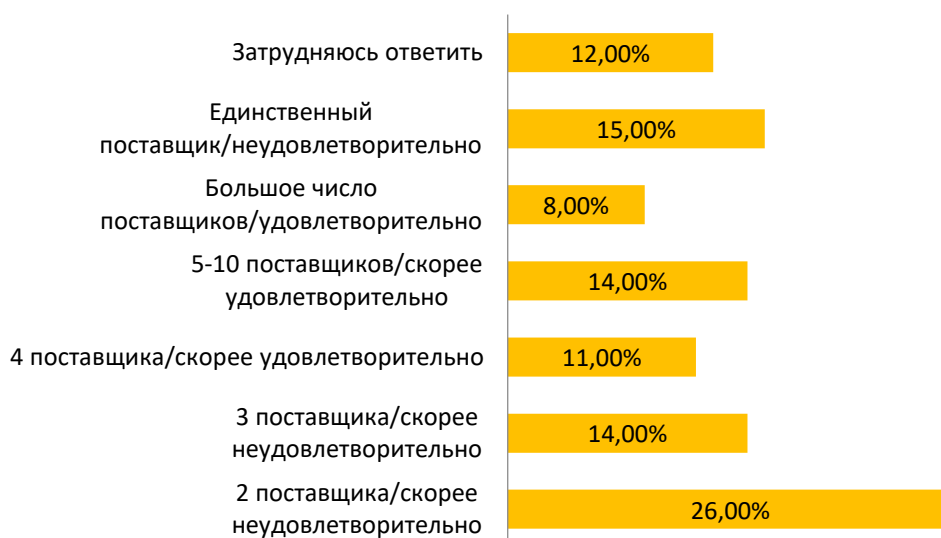 Затрудняюсь ответить
12,00%
Единственный
поставщик/неудовлетворительно
15,00%
Большое число
поставщиков/удовлетворительно
8,00%
5-10 поставщиков/скорее
удовлетворительно
14,00%
4 поставщика/скорее удовлетворительно
11,00%
3 поставщика/скорее
неудовлетворительно
14,00%
2 поставщика/скорее
неудовлетворительно
26,00%